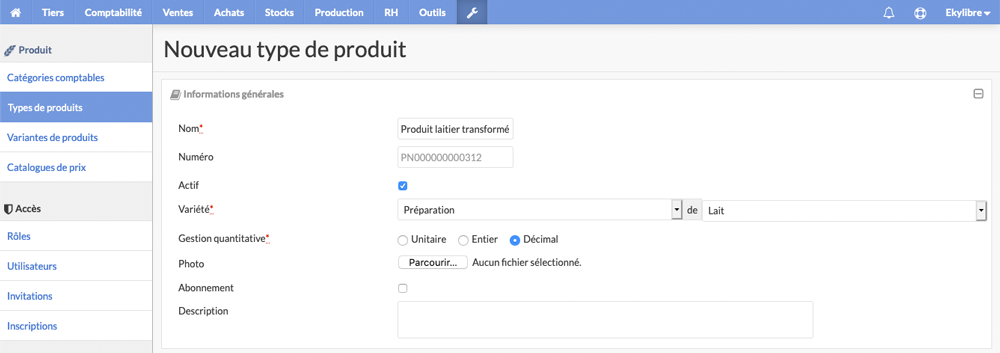 Tiers Comptabilité Ventes Achats Stocks Production RH Outils Ekylibre
Produit
Catégories comptables
Types de produits
Variantes de produits
Catalogues de prix
Accès
Rôles
Utilisateurs
Invitations
Inscriptions
Nouveau type de produit
Informations générales
Nom* Produit laitier transformé
Numéro PN000000000312
Actif
Variété* Préparation de Lait
Gestion quantitative* Unitaire Entier Décimal
Photo Parcourir... Aucun fichier sélectionné.
Abonnement
Description